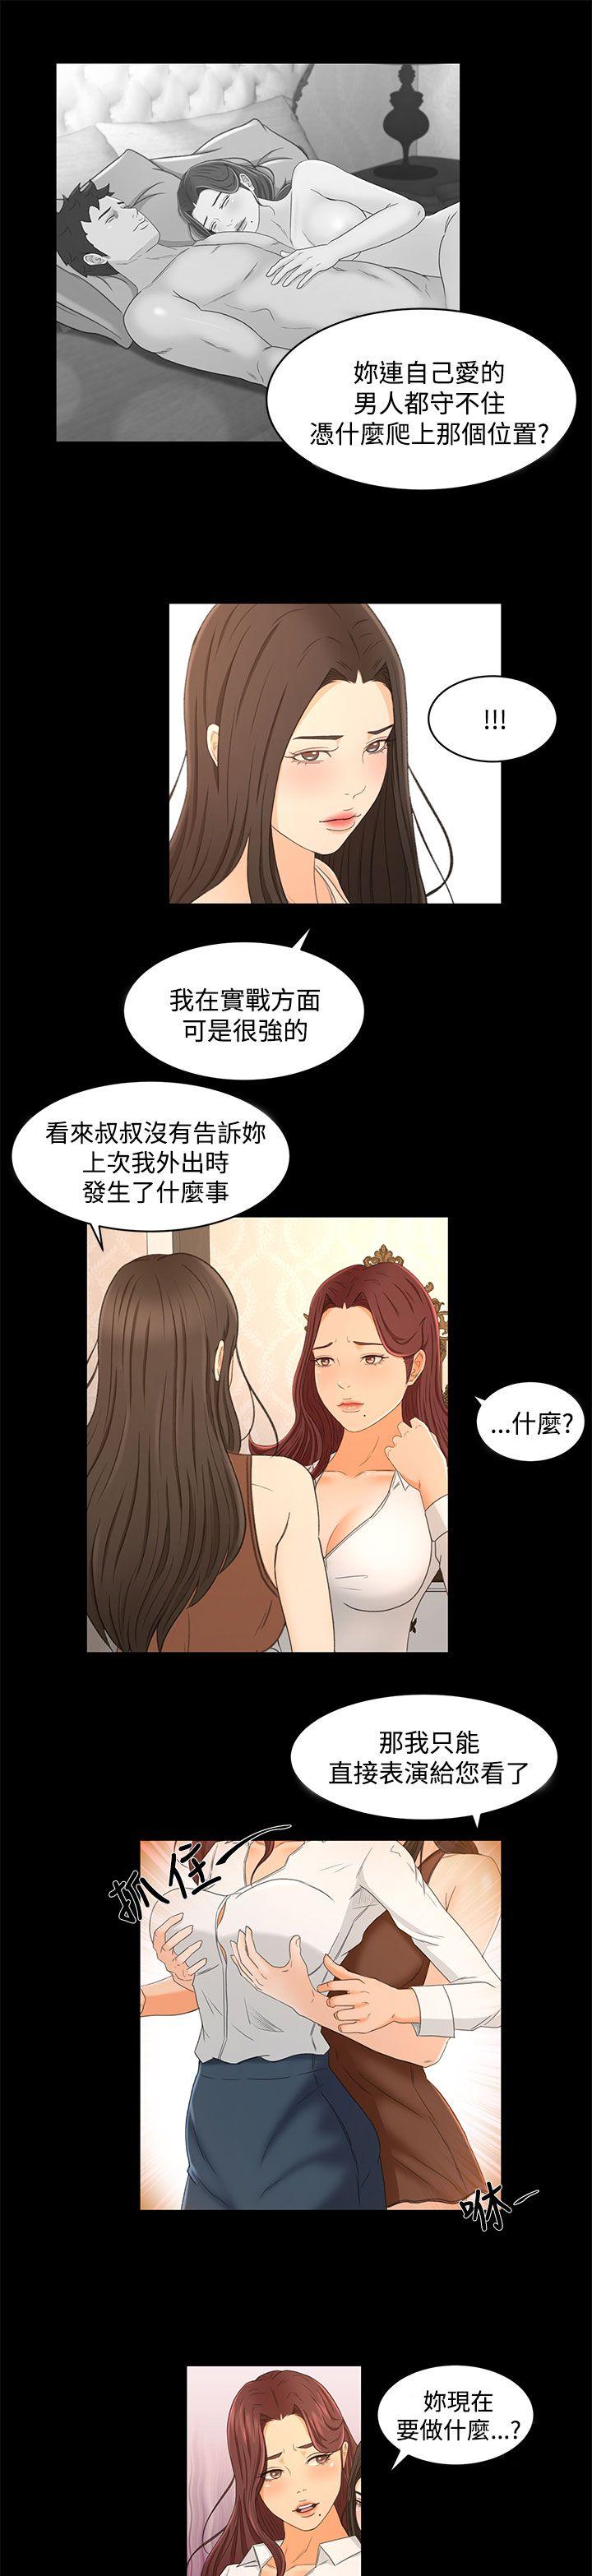 妳連自己愛的
男人都守不住
憑什麼爬上那個位置?
!!!
我在實戰方面
可是很強的
看來叔叔沒有告訴妳
上次我外出時
發生了什麼事
...什麼?
那我只能
直接表演給您看了
抓住
咻
妳現在
要做什麼...?